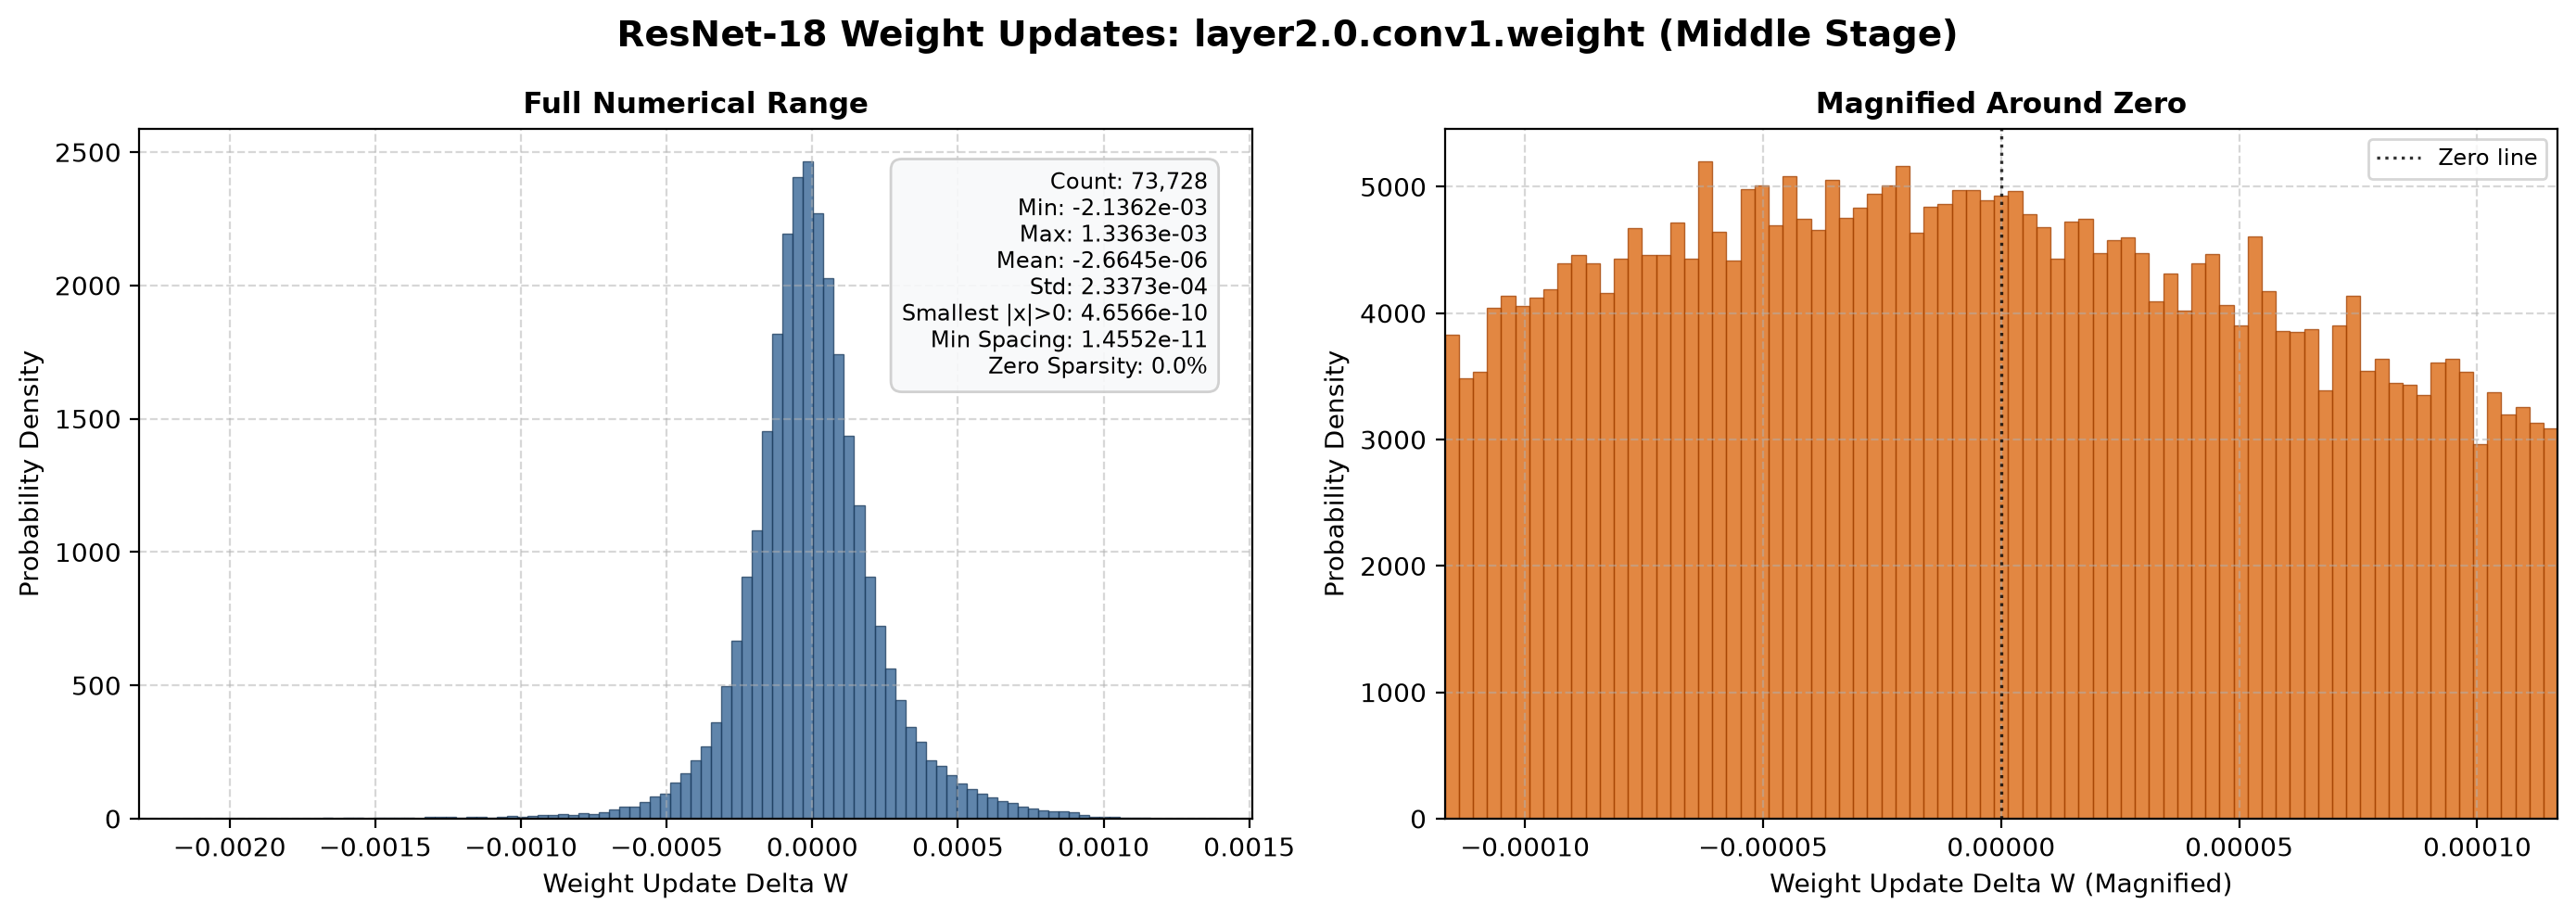 ResNet-18 Weight Updates: layer2.0.conv1.weight (Middle Stage)
Full Numerical Range
Probability Density
2500
2000
1500
1000
500
0
Count: 73,728
Min: -2.1362e-03
Max: 1.3363e-03
Mean: -2.6645e-06
Std: 2.3373e-04
Smallest |x|>0: 4.6566e-10
Min Spacing: 1.4552e-11
Zero Sparsity: 0.0%
−0.0020 −0.0015 −0.0010 −0.0005 0.0000 0.0005 0.0010 0.0015
Weight Update Delta W
Magnified Around Zero
Probability Density
5000
4000
3000
2000
1000
0
Zero line
−0.00010 −0.00005 0.00000 0.00005 0.00010
Weight Update Delta W (Magnified)